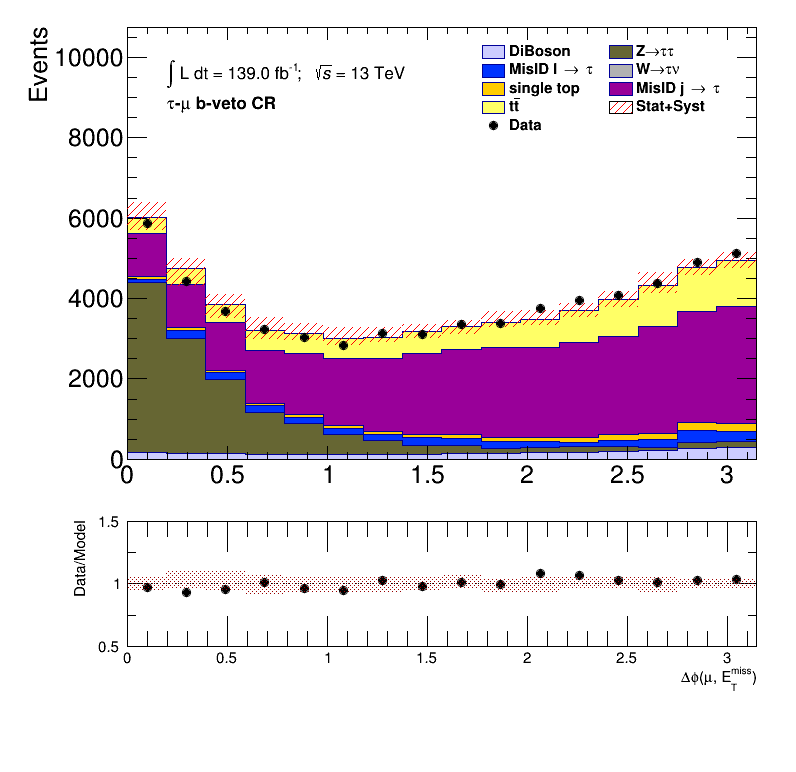 Events
10000
8000
6000
4000
2000
0
∫ L dt = 139.0 fb⁻¹; √s = 13 TeV
τ-μ b-veto CR
DiBoson
MisID l → τ
single top
tt̅
Data
Z→ττ
W→τν
MisID j → τ
Stat+Syst
0 0.5 1 1.5 2 2.5 3
Data/Model
1.5
1
0.5
0 0.5 1 1.5 2 2.5 3
Δϕ(μ, E_T^miss)